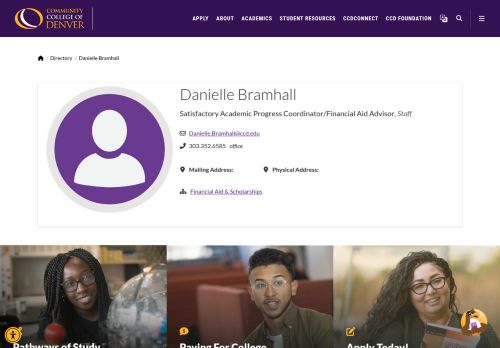 COMMUNITY
COLLEGE OF
DENVER
APPLY ABOUT ACADEMICS STUDENT RESOURCES CCDCONNECT CCD FOUNDATION
Directory / Danielle Bramhall
Danielle Bramhall
Satisfactory Academic Progress Coordinator/Financial Aid Advisor, Staff
Danielle.Bramhall@ccd.edu
303.352.6585 office
Mailing Address: Physical Address:
Financial Aid & Scholarships
Pathways of Study Paying For College Apply Today!